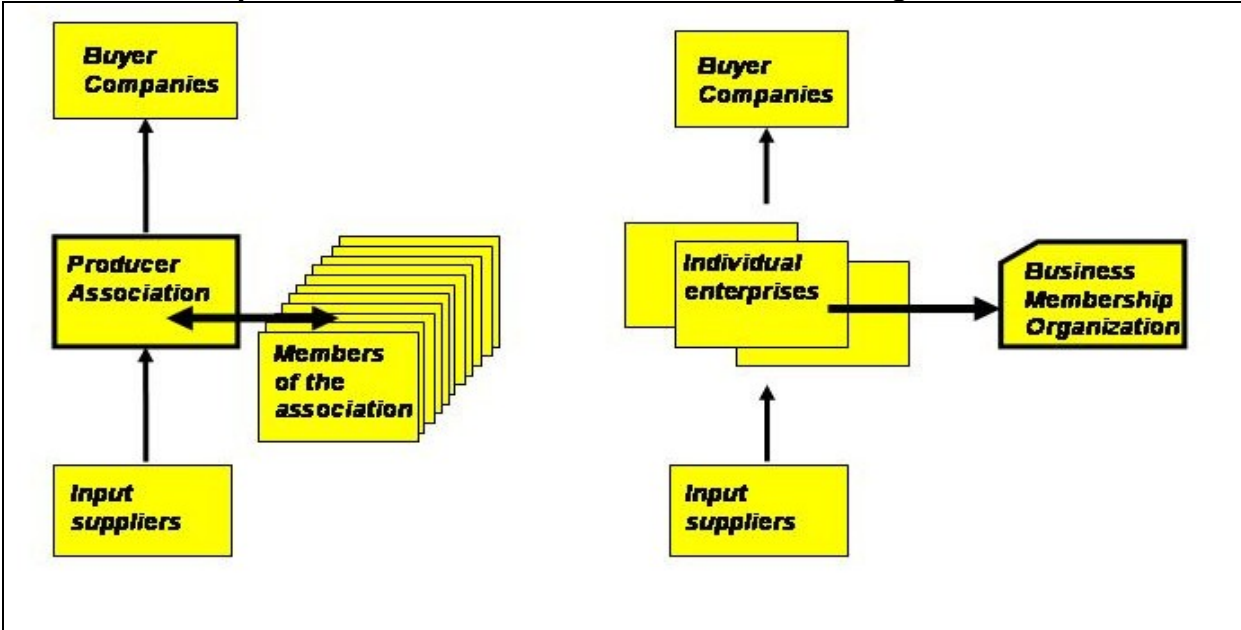 Buyer
Companies
Producer
Association
Members
of the
association
Input
suppliers
Buyer
Companies
Individual
enterprises
Business
Membership
Organization
Input
suppliers